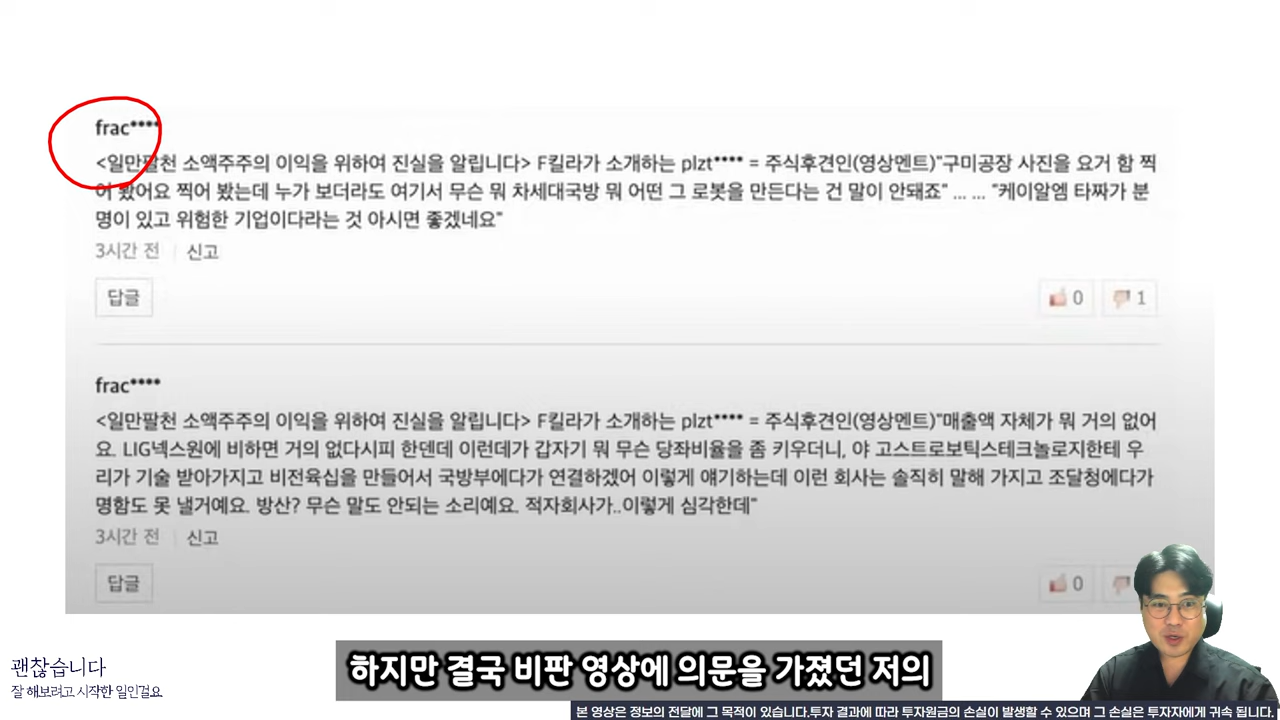 frac****
<일만팔천 소액주주의 이익을 위하여 진실을 알립니다> F킬라가 소개하는 plzt**** = 주식후견인(영상멘트)"구미공장 사진을 요거 함 찍
어 봤어요 찍어 봤는데 누가 보더라도 여기서 무슨 뭐 차세대국방 뭐 어떤 그 로봇을 만든다는 건 말이 안돼죠" ... ... "케이알엠 타짜가 분
명이 있고 위험한 기업이다라는 것 아시면 좋겠네요"
3시간 전 | 신고
답글
0
1
frac****
<일만팔천 소액주주의 이익을 위하여 진실을 알립니다> F킬라가 소개하는 plzt**** = 주식후견인(영상멘트)"매출액 자체가 뭐 거의 없어
요. LIG넥스원에 비하면 거의 없다시피 한덴데 이런데가 갑자기 뭐 무슨 당좌비율을 좀 키우더니, 야 고스트로보틱스테크놀로지한테 우
리가 기술 받아가지고 비전육십을 만들어서 국방부에다가 연결하겠어 이렇게 얘기하는데 이런 회사는 솔직히 말해 가지고 조달청에다가
명함도 못 낼거예요. 방산? 무슨 말도 안되는 소리예요. 적자회사가..이렇게 심각한데"
3시간 전 | 신고
답글
0
하지만 결국 비판 영상에 의문을 가졌던 저의
괜찮습니다
잘 해보려고 시작한 일인걸요
본 영상은 정보의 전달에 그 목적이 있습니다.투자 결과에 따라 투자원금의 손실이 발생할 수 있으며 그 손실은 투자자에게 귀속 됩니다.